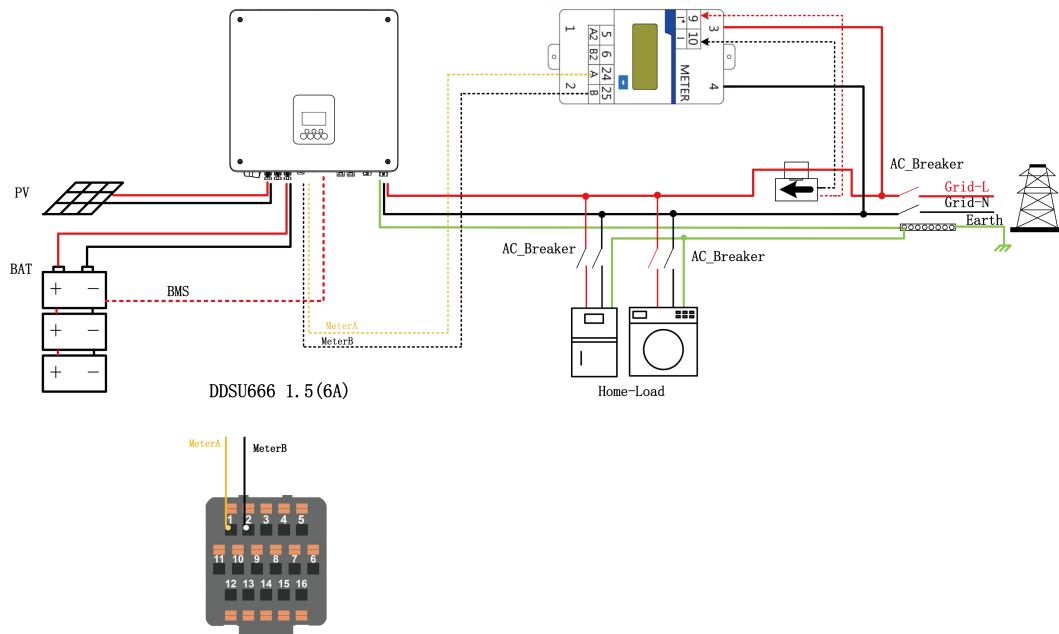 1
2
5
6
24
25
A2
B2
A
B
9
10
I*
I
METER
3
4
AC_Breaker
Grid-L
Grid-N
Earth
PV
BAT
BMS
AC_Breaker
AC_Breaker
MeterA
MeterB
+ −
+ −
+ −
DDSU666 1.5(6A)
Home-Load
MeterA
MeterB
1 2 3 4 5
11 10 9 8 7 6
12 13 14 15 16